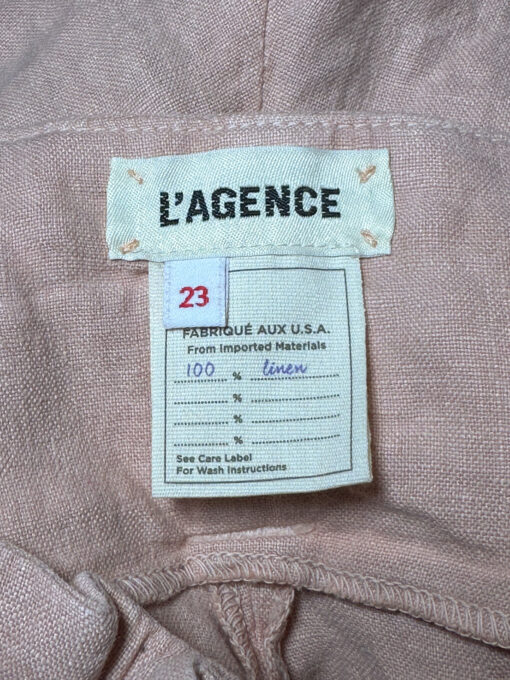 L'AGENCE
23
FABRIQUÉ AUX U.S.A.
From Imported Materials
100 % linen
%
%
%
See Care Label
For Wash Instructions